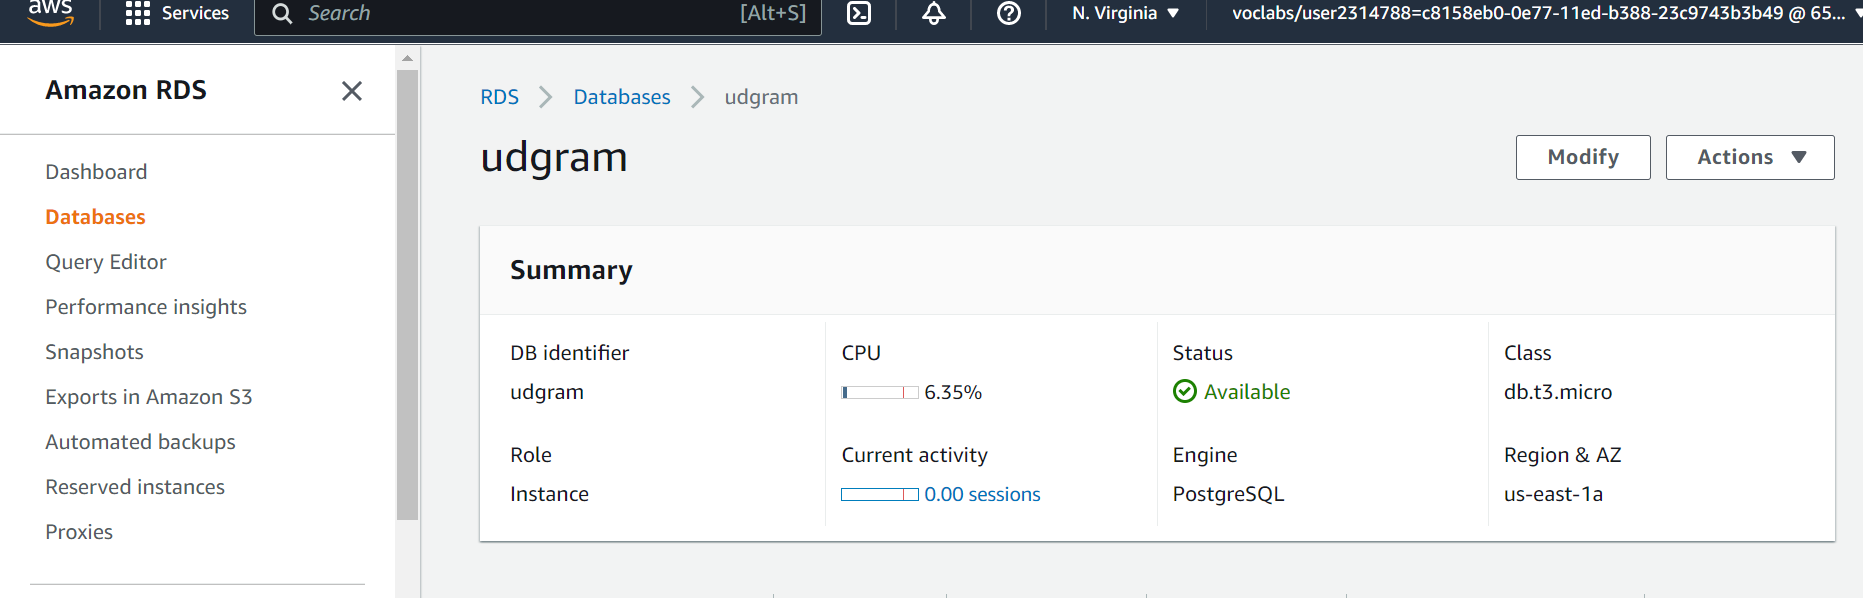 aws
Services
Search
[Alt+S]
N. Virginia
voclabs/user2314788=c8158eb0-0e77-11ed-b388-23c9743b3b49 @ 65...
Amazon RDS
Dashboard
Databases
Query Editor
Performance insights
Snapshots
Exports in Amazon S3
Automated backups
Reserved instances
Proxies
RDS
Databases
udgram
udgram
Modify
Actions
Summary
DB identifier
udgram
CPU
6.35%
Status
Available
Class
db.t3.micro
Role
Instance
Current activity
0.00 sessions
Engine
PostgreSQL
Region & AZ
us-east-1a